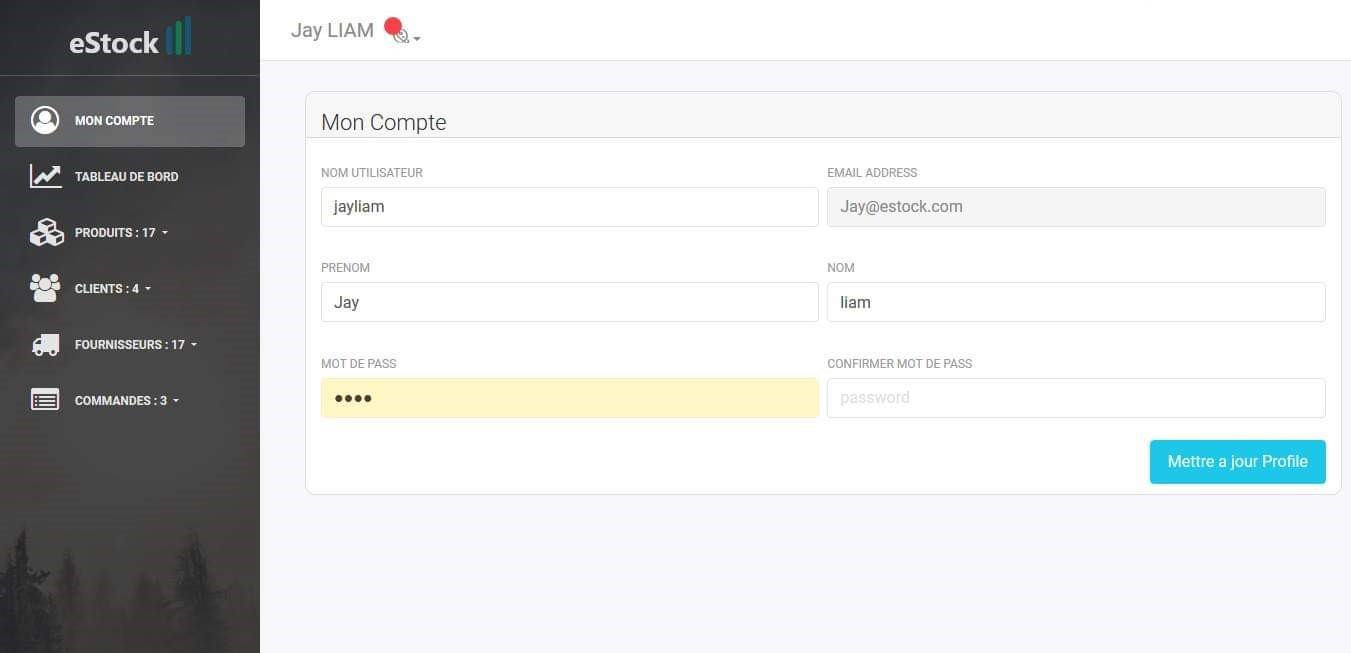 eStock
Jay LIAM
MON COMPTE
TABLEAU DE BORD
PRODUITS : 17
CLIENTS : 4
FOURNISSEURS : 17
COMMANDES : 3
Mon Compte
NOM UTILISATEUR
EMAIL ADDRESS
jayliam
Jay@estock.com
PRENOM
NOM
Jay
liam
MOT DE PASS
CONFIRMER MOT DE PASS
••••
password
Mettre a jour Profile